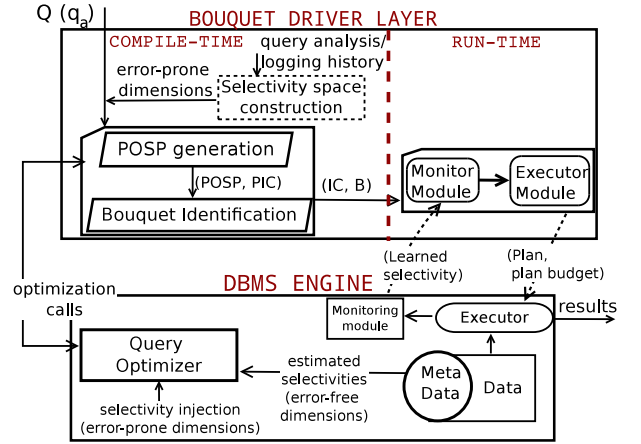 BOUQUET DRIVER LAYER
Q (qa)
COMPILE-TIME
query analysis/
logging history
RUN-TIME
error-prone
dimensions
Selectivity space
construction
POSP generation
(POSP, PIC)
Bouquet Identification
(IC, B)
Monitor
Module
Executor
Module
(Learned
selectivity)
(Plan,
plan budget)
optimization
calls
DBMS ENGINE
Monitoring
module
Executor
results
Query
Optimizer
estimated
selectivities
(error-free
dimensions)
Meta
Data
Data
selectivity injection
(error-prone dimensions)